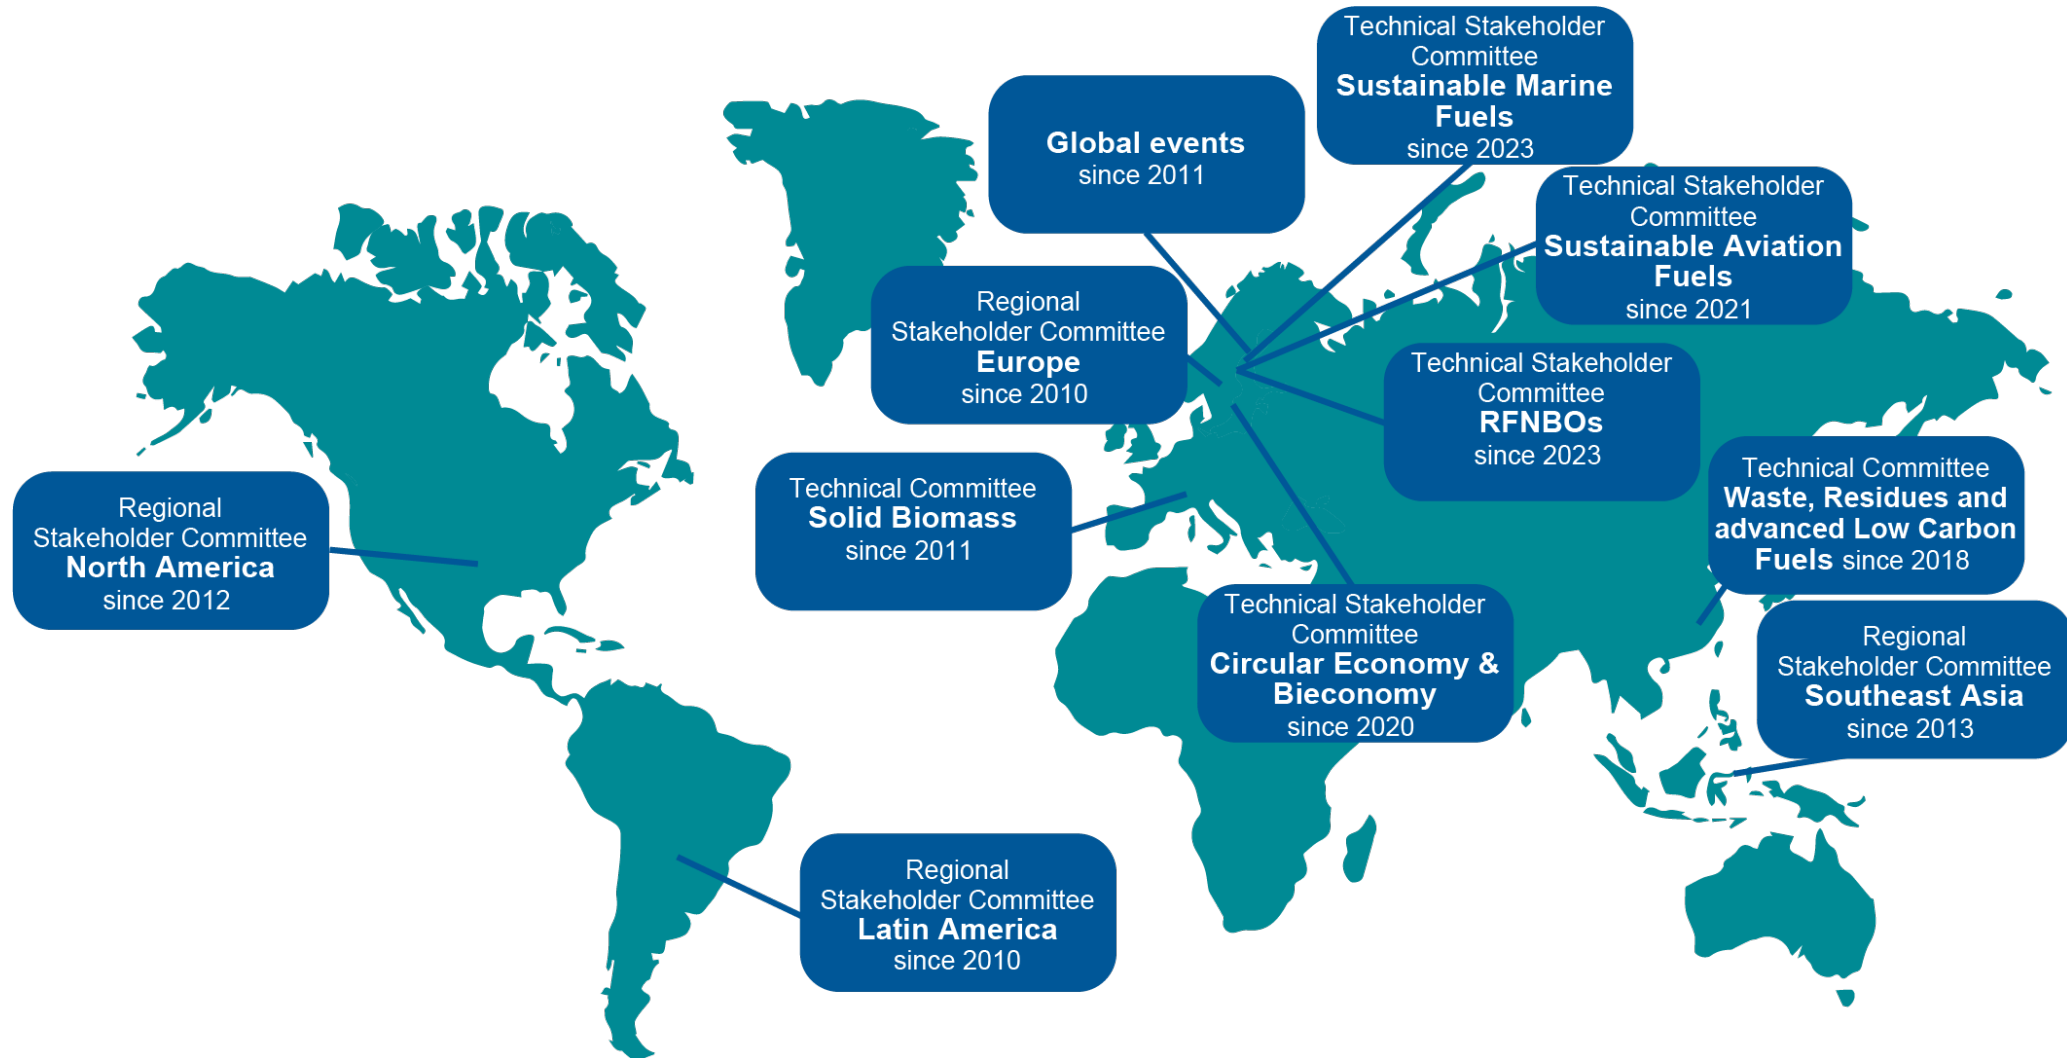 Technical Stakeholder
Committee
Sustainable Marine
Fuels
since 2023
Global events
since 2011
Technical Stakeholder
Committee
Sustainable Aviation
Fuels
since 2021
Regional
Stakeholder Committee
Europe
since 2010
Technical Stakeholder
Committee
RFNBOs
since 2023
Technical Committee
Waste, Residues and
advanced Low Carbon
Fuels since 2018
Technical Committee
Solid Biomass
since 2011
Regional
Stakeholder Committee
North America
since 2012
Technical Stakeholder
Committee
Circular Economy &
Bieconomy
since 2020
Regional
Stakeholder Committee
Southeast Asia
since 2013
Regional
Stakeholder Committee
Latin America
since 2010